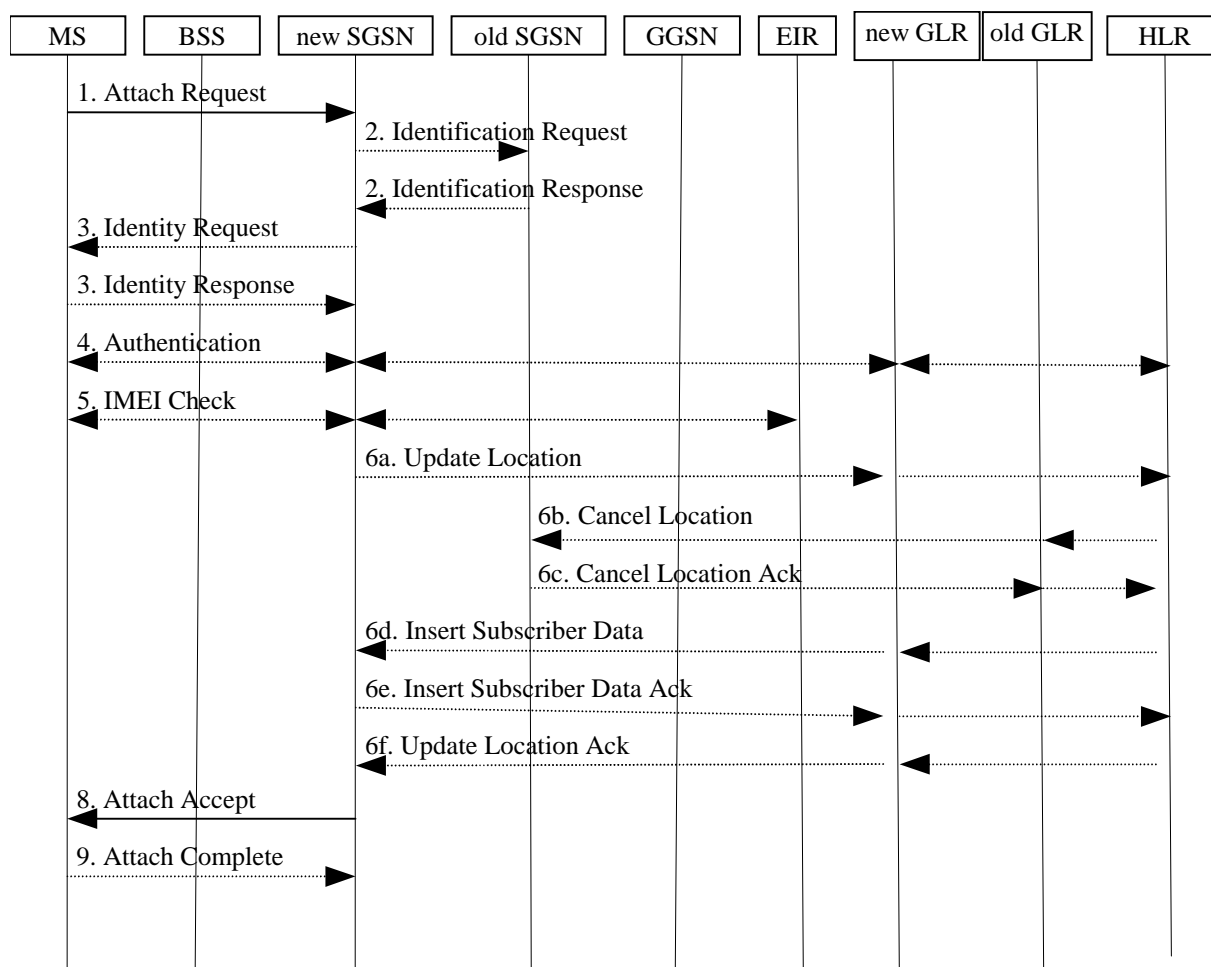 MS
BSS
new SGSN
old SGSN
GGSN
EIR
new GLR
old GLR
HLR
1. Attach Request
2. Identification Request
2. Identification Response
3. Identity Request
3. Identity Response
4. Authentication
5. IMEI Check
6a. Update Location
6b. Cancel Location
6c. Cancel Location Ack
6d. Insert Subscriber Data
6e. Insert Subscriber Data Ack
6f. Update Location Ack
8. Attach Accept
9. Attach Complete